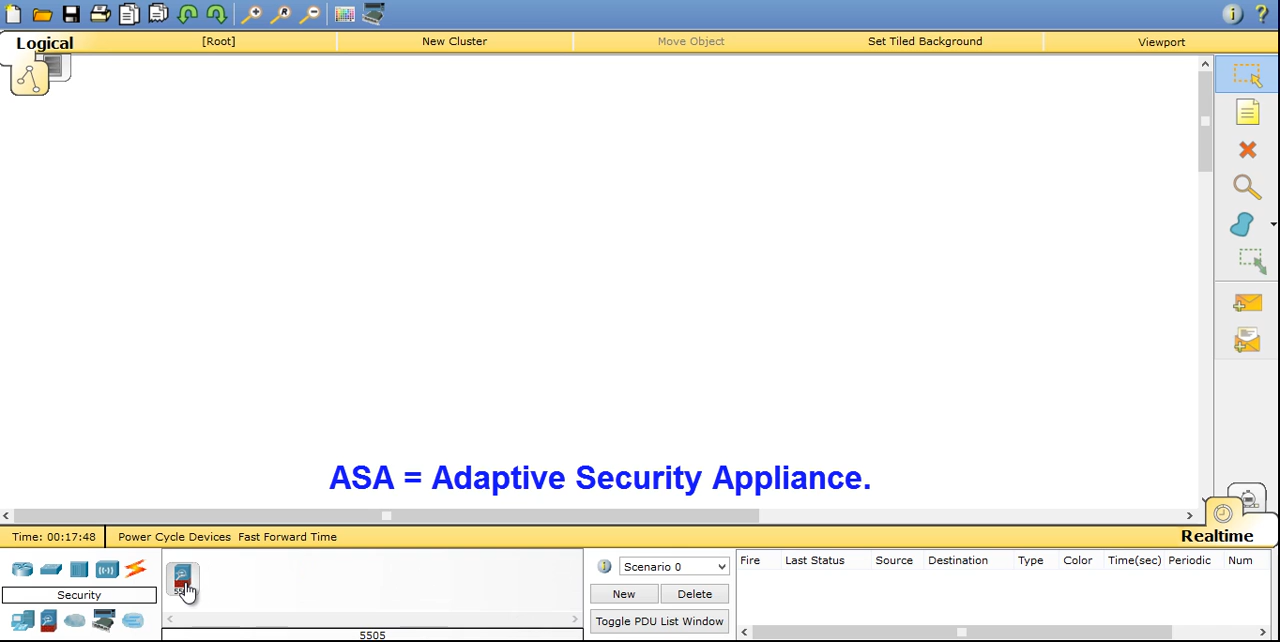 Logical
[Root]
New Cluster
Move Object
Set Tiled Background
Viewport
ASA = Adaptive Security Appliance.
Realtime
Time: 00:17:48
Power Cycle Devices
Fast Forward Time
Security
5505
Scenario 0
New
Delete
Toggle PDU List Window
Fire
Last Status
Source
Destination
Type
Color
Time(sec)
Periodic
Num